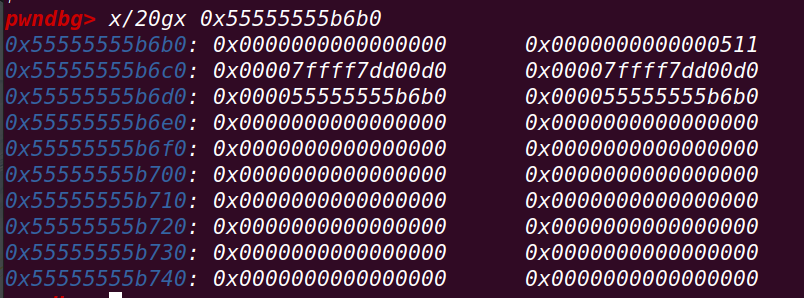 pwndbg> x/20gx 0x55555555b6b0
0x55555555b6b0: 0x0000000000000000 0x0000000000000511
0x55555555b6c0: 0x00007ffff7dd00d0 0x00007ffff7dd00d0
0x55555555b6d0: 0x000055555555b6b0 0x000055555555b6b0
0x55555555b6e0: 0x0000000000000000 0x0000000000000000
0x55555555b6f0: 0x0000000000000000 0x0000000000000000
0x55555555b700: 0x0000000000000000 0x0000000000000000
0x55555555b710: 0x0000000000000000 0x0000000000000000
0x55555555b720: 0x0000000000000000 0x0000000000000000
0x55555555b730: 0x0000000000000000 0x0000000000000000
0x55555555b740: 0x0000000000000000 0x0000000000000000